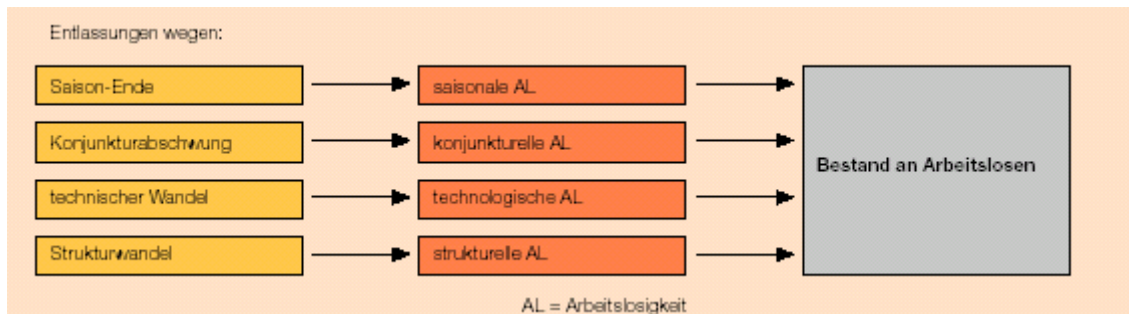 Entlassungen wegen:
Saison-Ende
saisonale AL
Konjunkturabschwung
konjunkturelle AL
Bestand an Arbeitslosen
technischer Wandel
technologische AL
Strukturwandel
strukturelle AL
AL = Arbeitslosigkeit